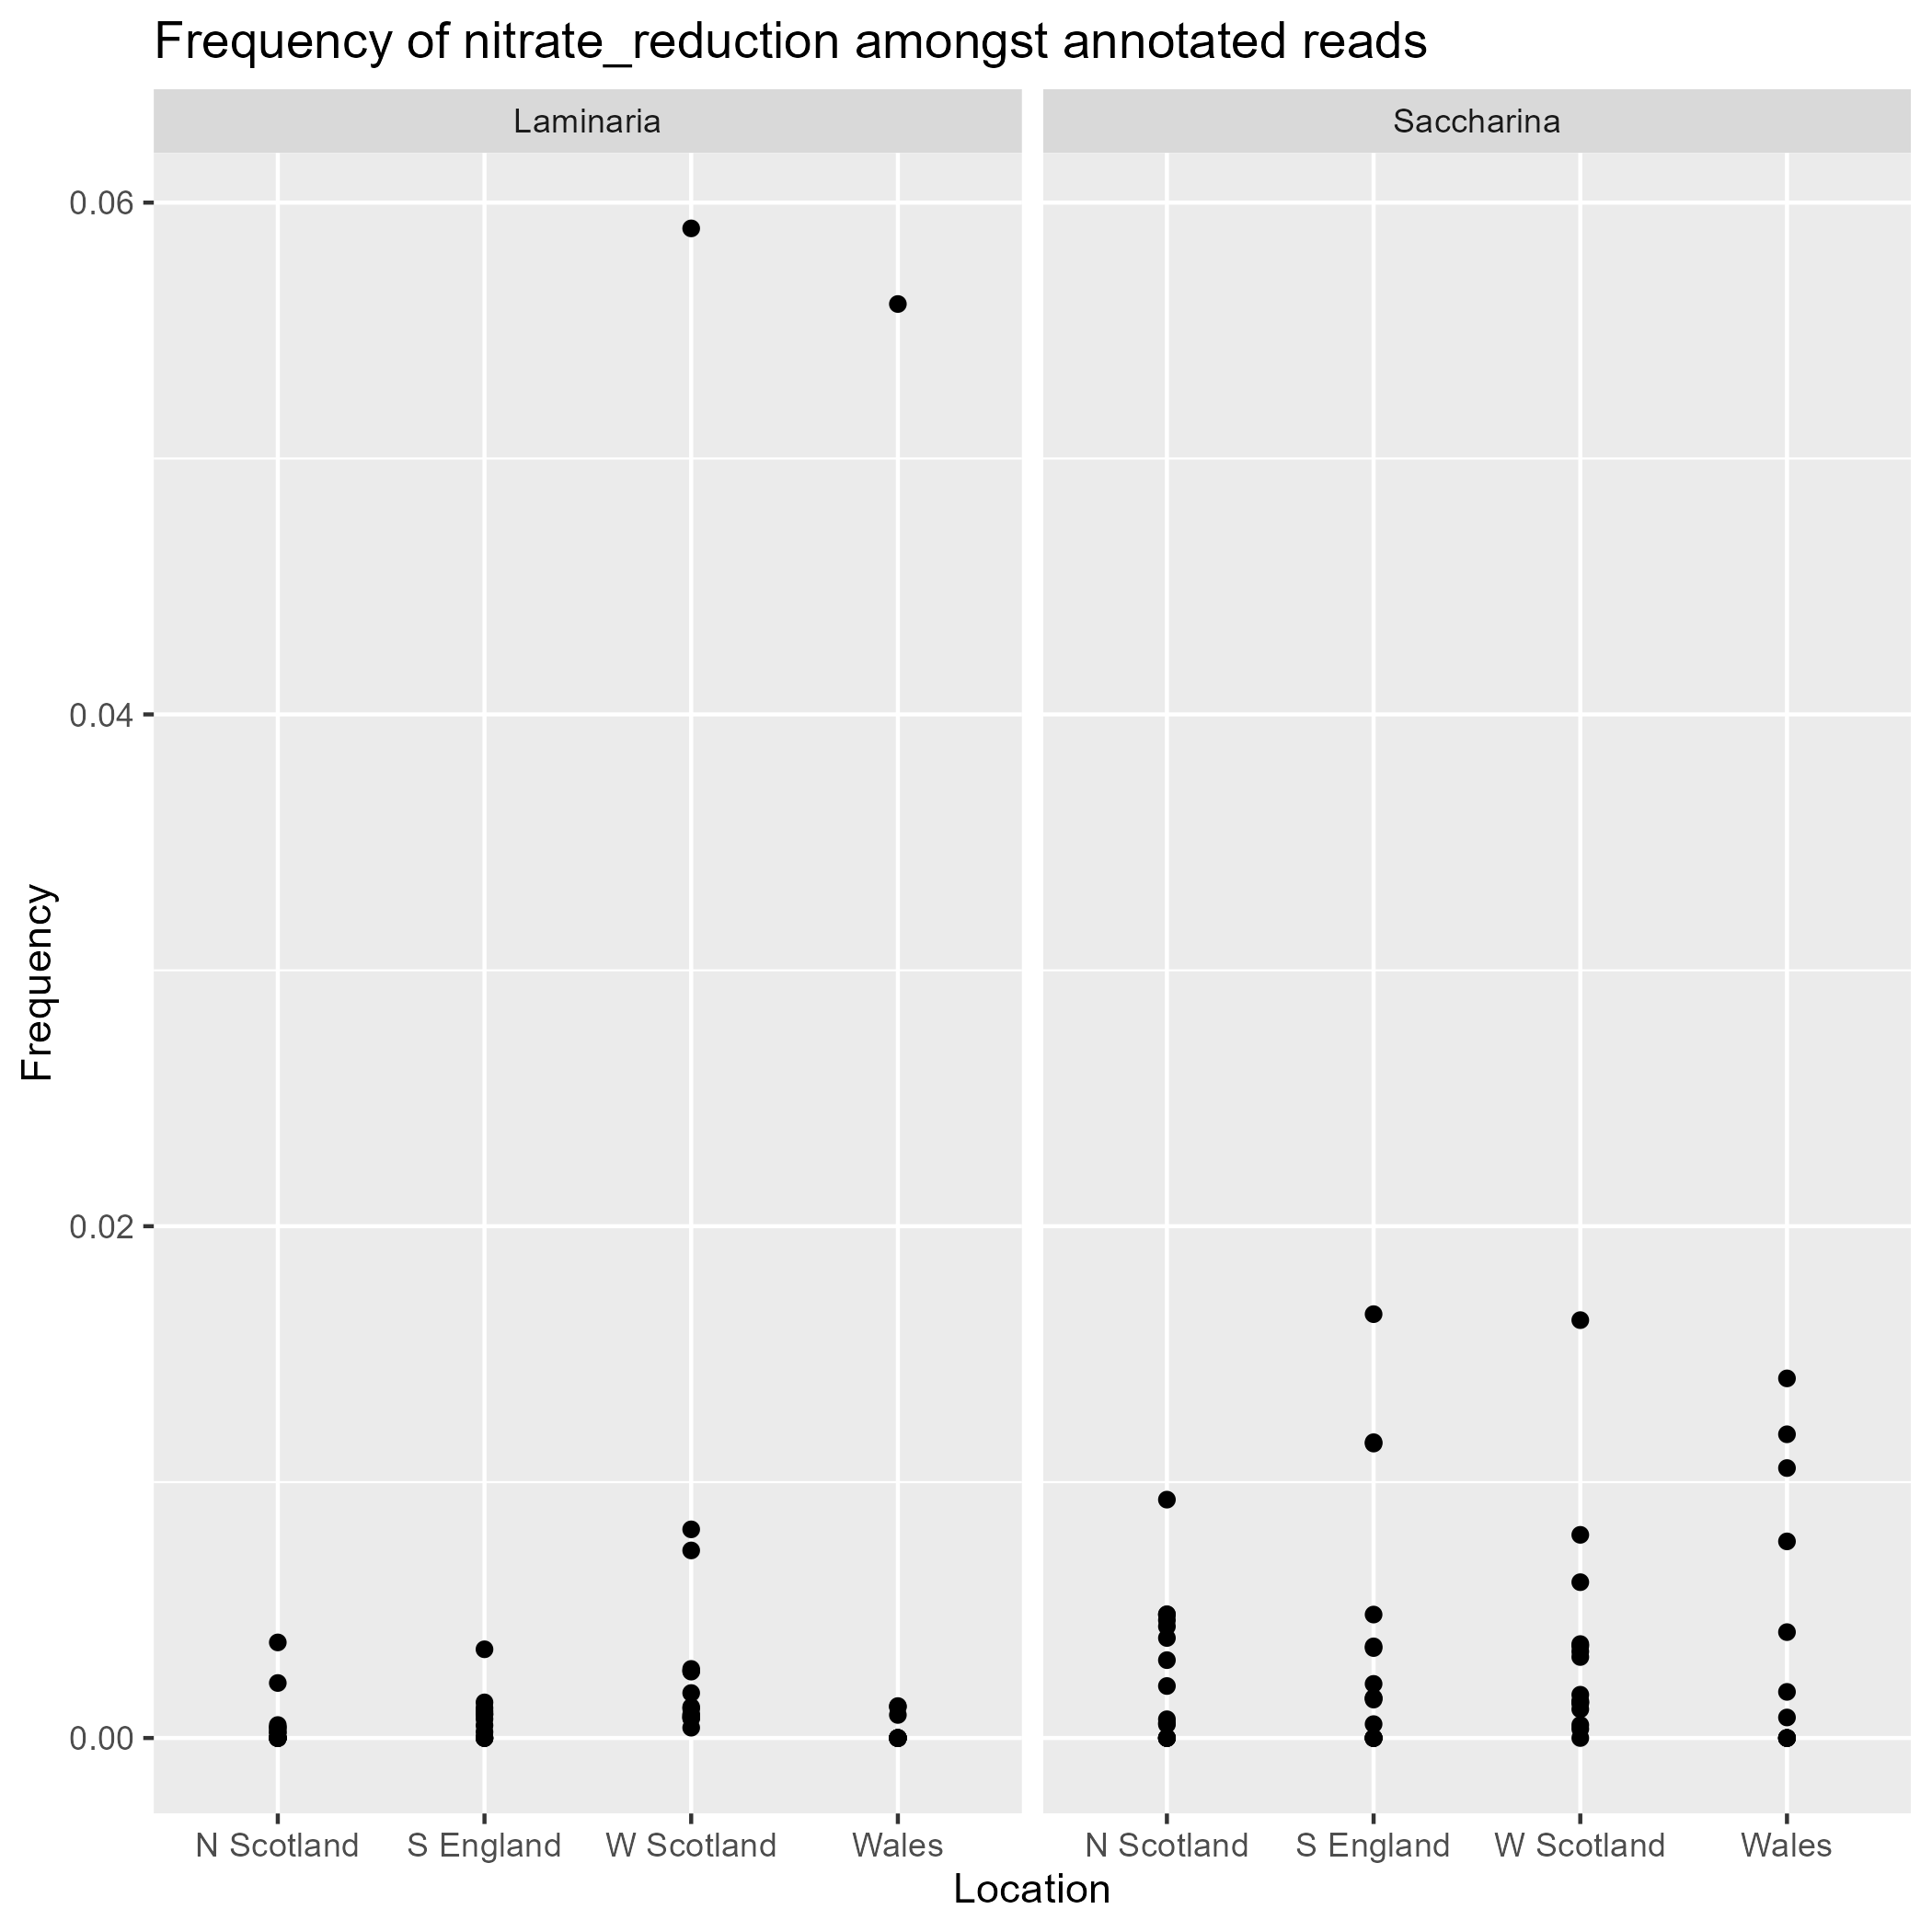 Frequency of nitrate_reduction amongst annotated reads
Laminaria
Saccharina
0.06
0.04
0.02
0.00
Frequency
N Scotland S England W Scotland Wales
N Scotland S England W Scotland Wales
Location